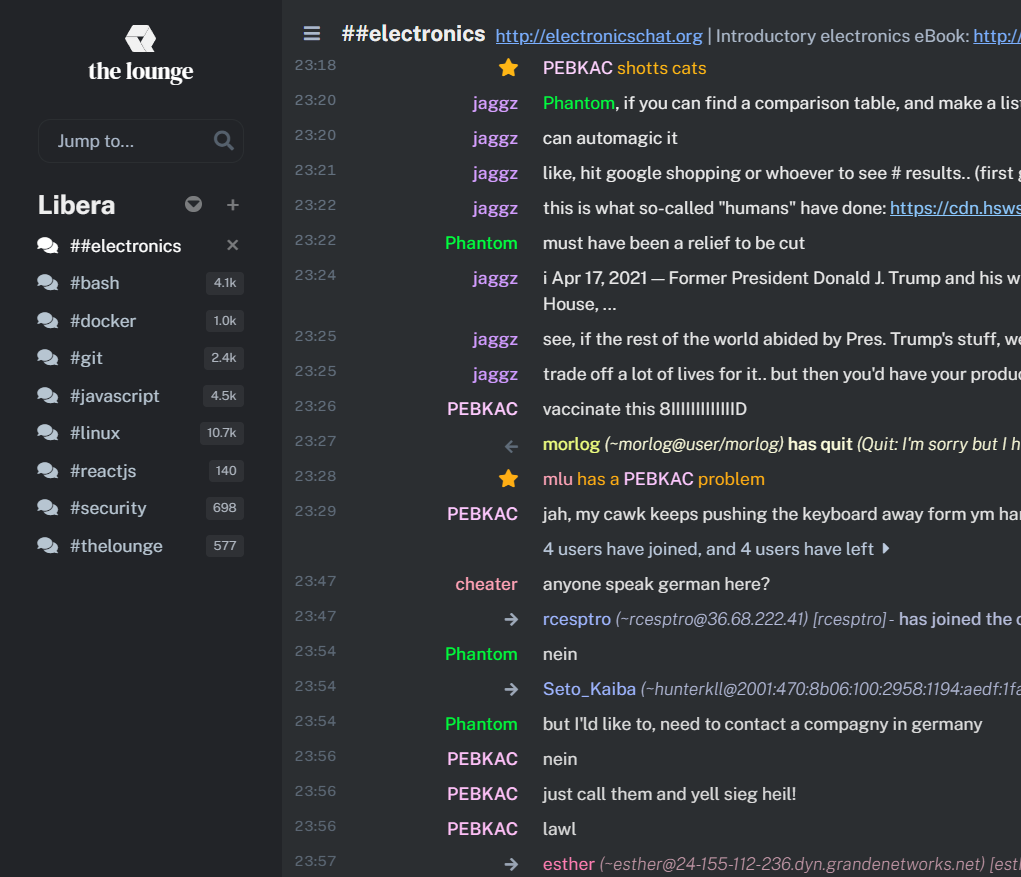 the lounge
Jump to...
Libera
##electronics
#bash 4.1k
#docker 1.0k
#git 2.4k
#javascript 4.5k
#linux 10.7k
#reactjs 140
#security 698
#thelounge 577
##electronics http://electronicschat.org | Introductory electronics eBook: http://
23:18 PEBKAC shotts cats
23:20 jaggz Phantom, if you can find a comparison table, and make a lis
23:20 jaggz can automagic it
23:21 jaggz like, hit google shopping or whoever to see # results.. (first
23:22 jaggz this is what so-called "humans" have done: https://cdn.hsws
23:22 Phantom must have been a relief to be cut
23:24 jaggz i Apr 17, 2021 — Former President Donald J. Trump and his w
House, ...
23:25 jaggz see, if the rest of the world abided by Pres. Trump's stuff, we
23:25 jaggz trade off a lot of lives for it.. but then you'd have your produ
23:26 PEBKAC vaccinate this 8IIIIIIIIIIIID
23:27 morlog (~morlog@user/morlog) has quit (Quit: I'm sorry but I h
23:28 mlu has a PEBKAC problem
23:29 PEBKAC jah, my cawk keeps pushing the keyboard away form ym ha
4 users have joined, and 4 users have left
23:47 cheater anyone speak german here?
23:47 rcesptro (~rcesptro@36.68.222.41) [rcesptro] - has joined the
23:54 Phantom nein
23:54 Seto_Kaiba (~hunterkll@2001:470:8b06:100:2958:1194:aedf:1fa
23:54 Phantom but I'ld like to, need to contact a compagny in germany
23:56 PEBKAC nein
23:56 PEBKAC just call them and yell sieg heil!
23:56 PEBKAC lawl
23:57 esther (~esther@24-155-112-236.dyn.grandenetworks.net) [est